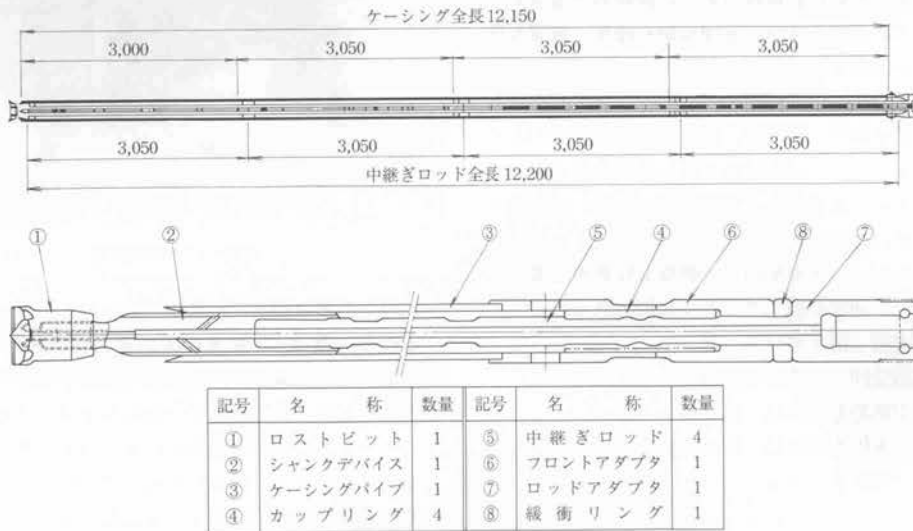 ケーシング全長12,150
3,000 3,050 3,050 3,050
3,050 3,050 3,050 3,050
中継ぎロッド全長12,200
① ② ③ ⑤ ④ ⑥ ⑧ ⑦
記号 名称 数量 記号 名称 数量
① ロストビット 1 ⑤ 中継ぎロッド 4
② シャンクデバイス 1 ⑥ フロントアダプタ 1
③ ケーシングパイプ 1 ⑦ ロッドアダプタ 1
④ カップリング 4 ⑧ 緩衝リング 1